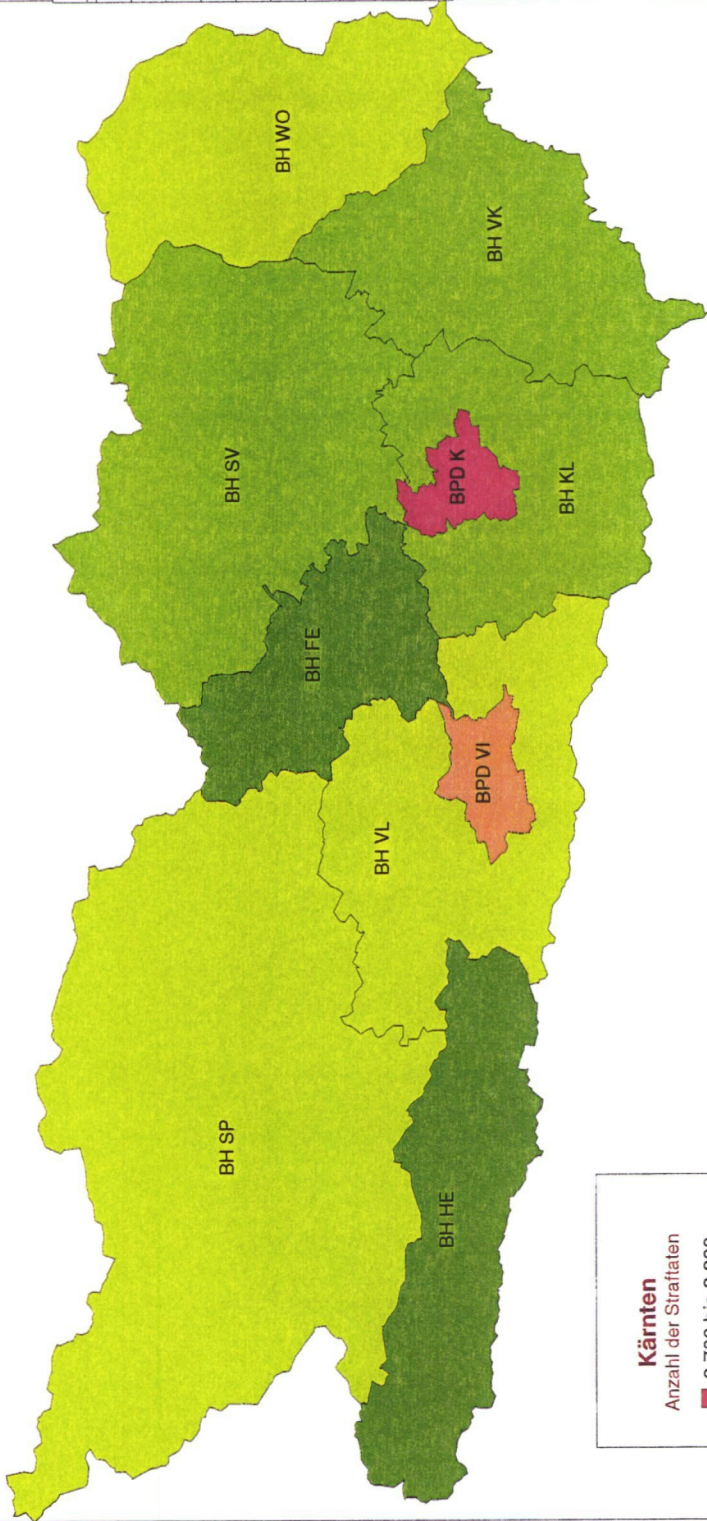 BH SP
BH SV
BH WO
BH FE
BH VL
BH HE
BPD K
BPD VI
BH VK
BH KL
Kärnten
Anzahl der Straftaten
bis